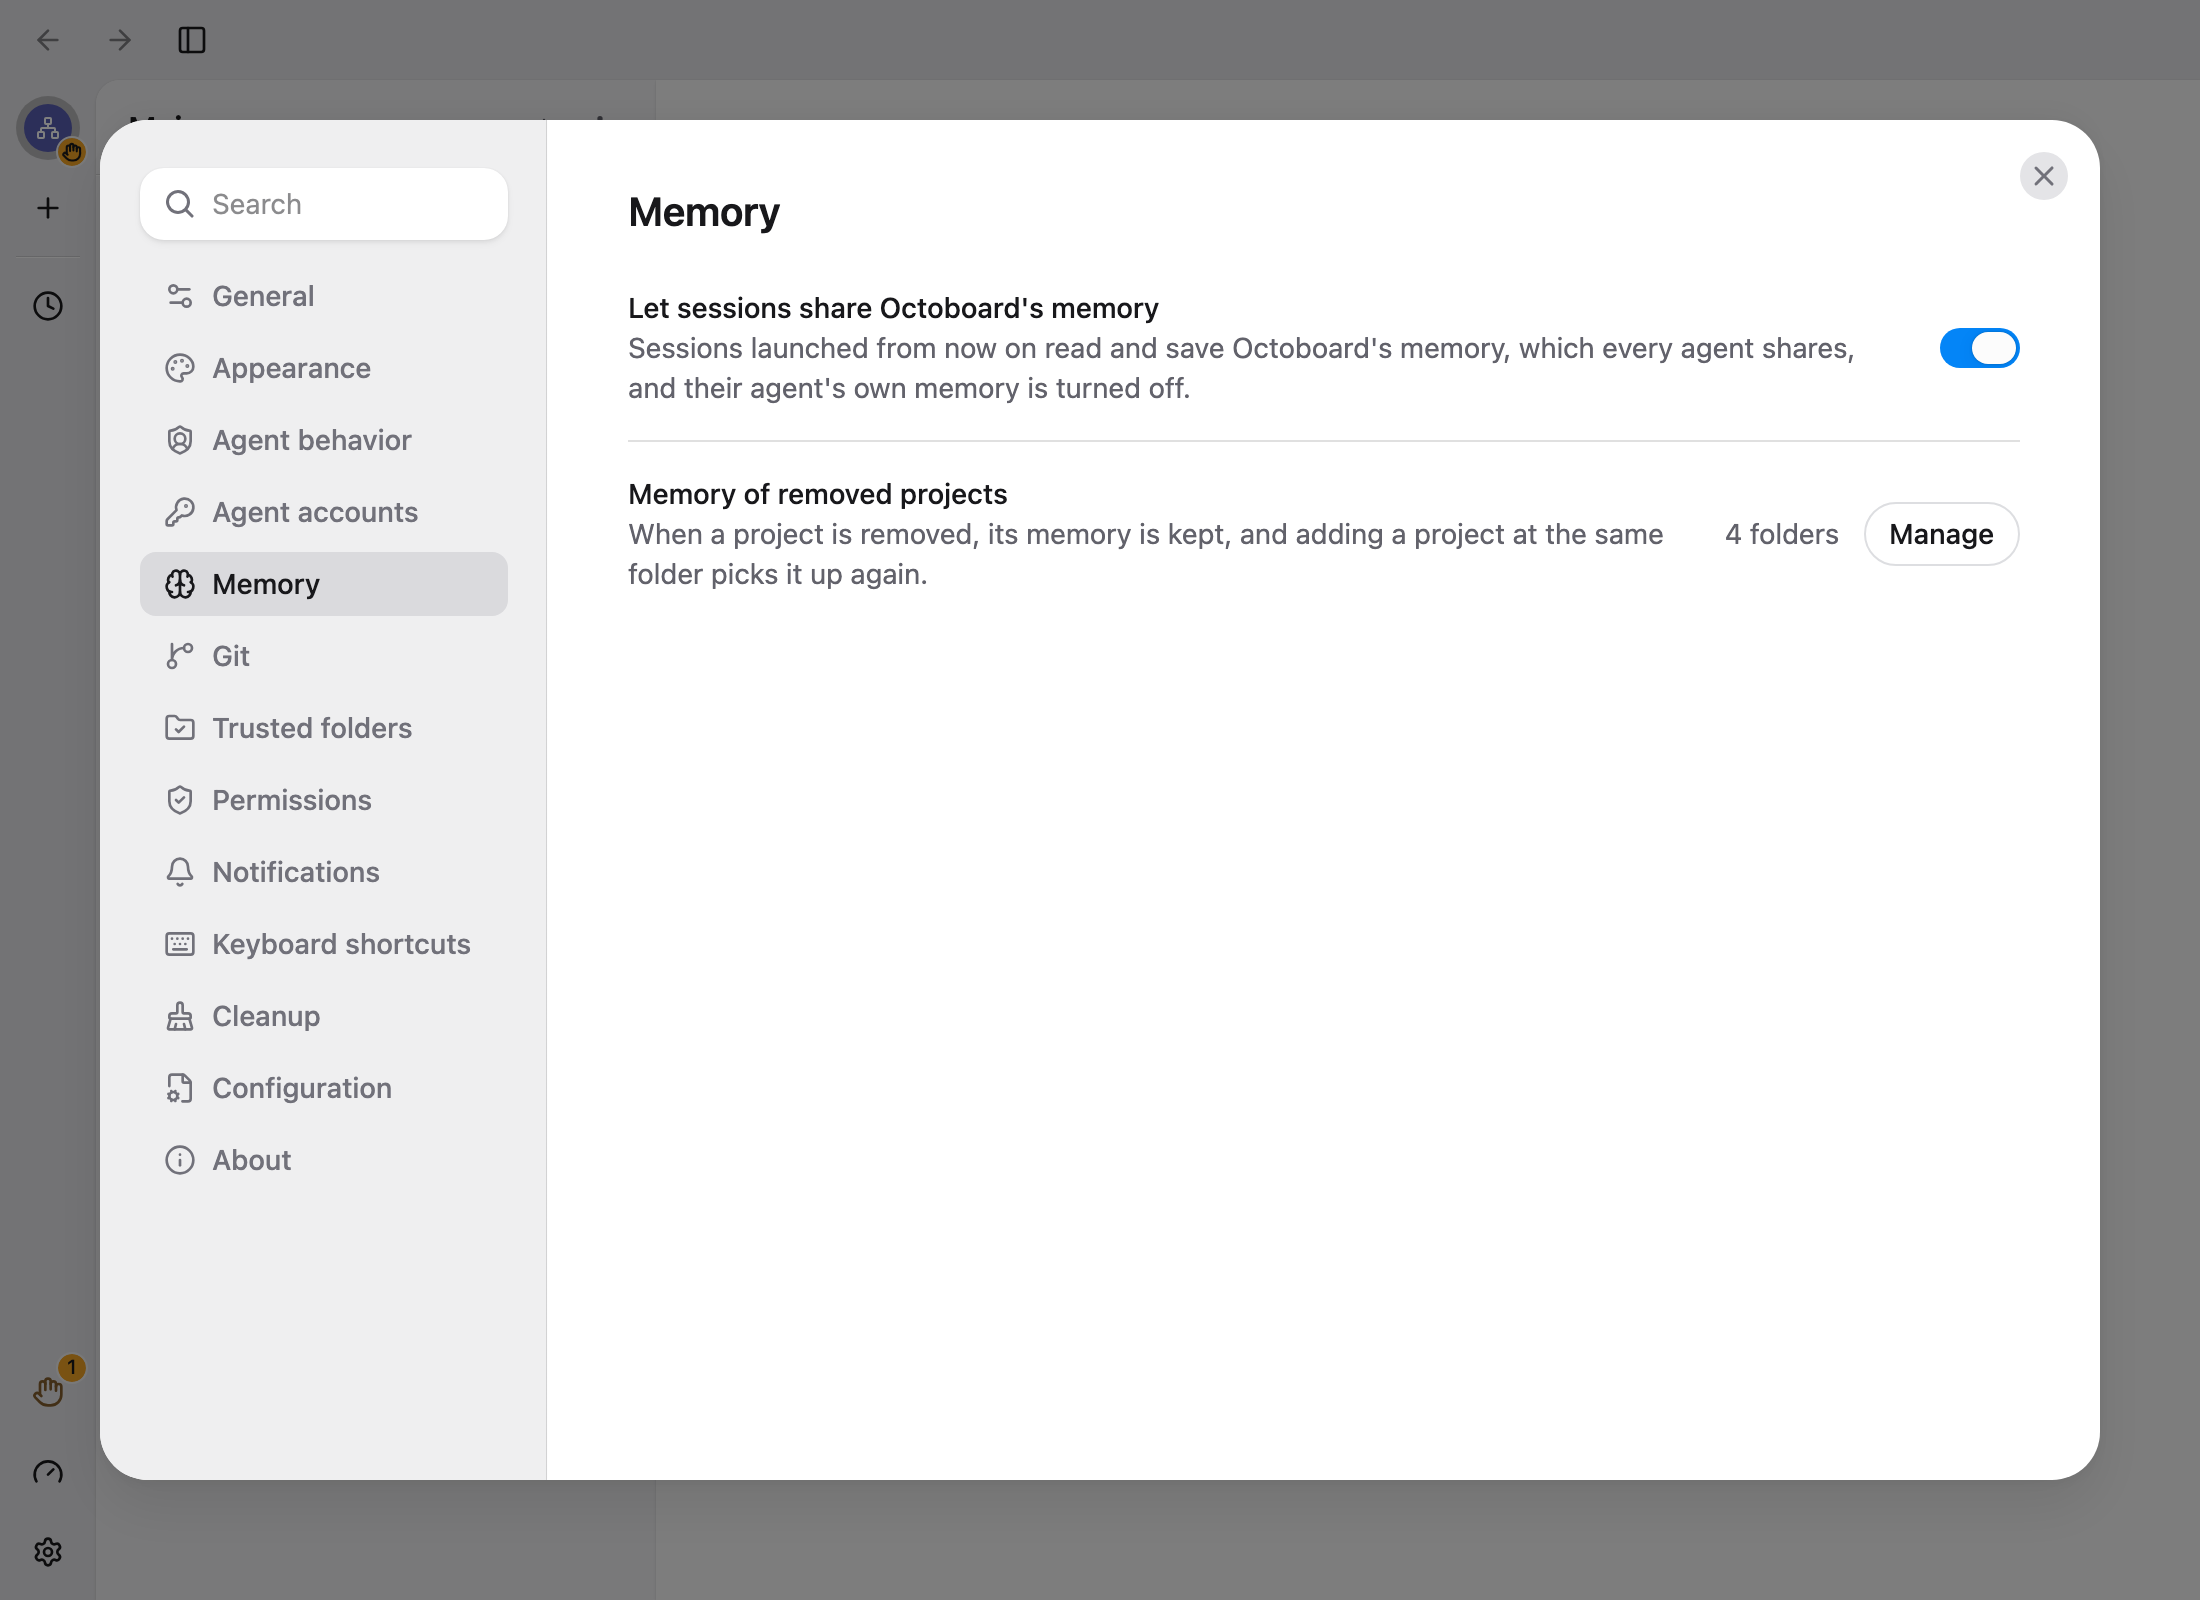 Search
General
Appearance
Agent behavior
Agent accounts
Memory
Git
Trusted folders
Permissions
Notifications
Keyboard shortcuts
Cleanup
Configuration
About
1
Memory
Let sessions share Octoboard's memory
Sessions launched from now on read and save Octoboard's memory, which every agent shares,
and their agent's own memory is turned off.
Memory of removed projects
When a project is removed, its memory is kept, and adding a project at the same
folder picks it up again.
4 folders
Manage